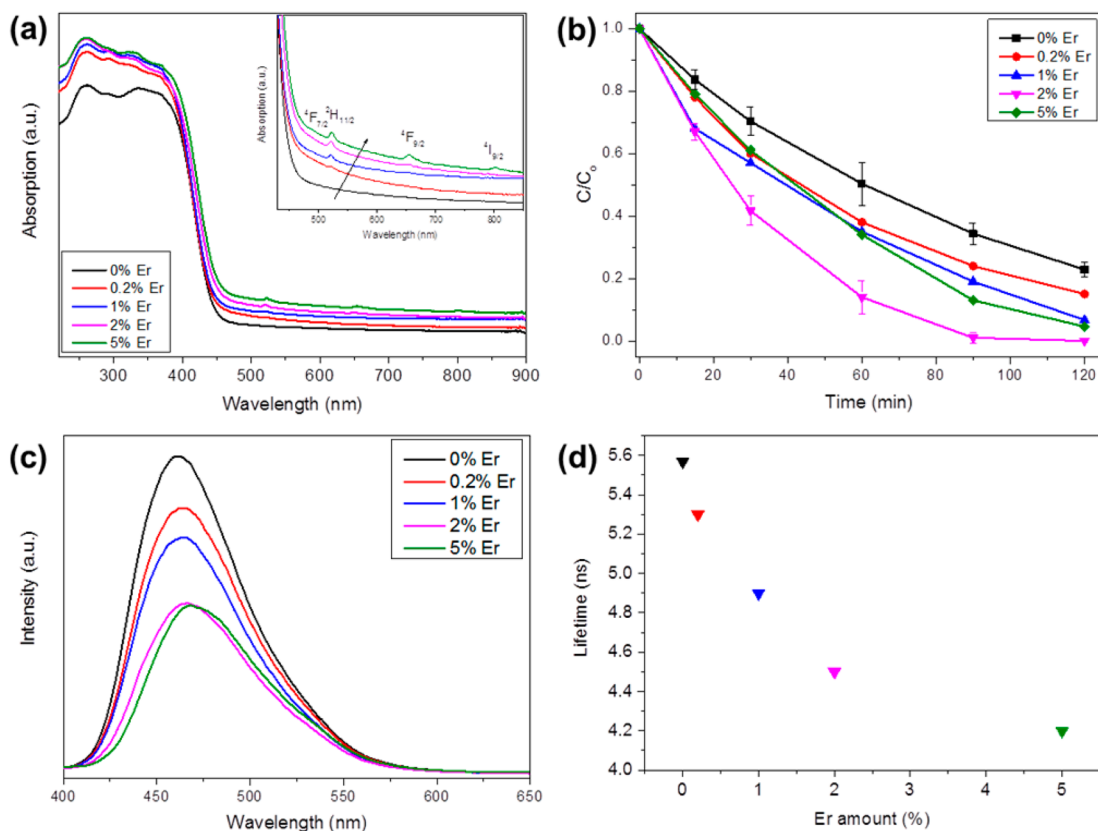 (a)
Absorption (a.u.)
0% Er
0.2% Er
1% Er
2% Er
5% Er
300 400 500 600 700 800 900
Wavelength (nm)
Absorption (a.u.)
⁴F₇/₂ ²H₁₁/₂
⁴F₉/₂
⁴I₉/₂
500 600 700 800
Wavelength (nm)
(b)
C/Cₒ
1.0
0.8
0.6
0.4
0.2
0.0
0% Er
0.2% Er
1% Er
2% Er
5% Er
0 20 40 60 80 100 120
Time (min)
(c)
Intensity (a.u.)
0% Er
0.2% Er
1% Er
2% Er
5% Er
400 450 500 550 600 650
Wavelength (nm)
(d)
Lifetime (ns)
5.6
5.4
5.2
5.0
4.8
4.6
4.4
4.2
4.0
0 1 2 3 4 5
Er amount (%)